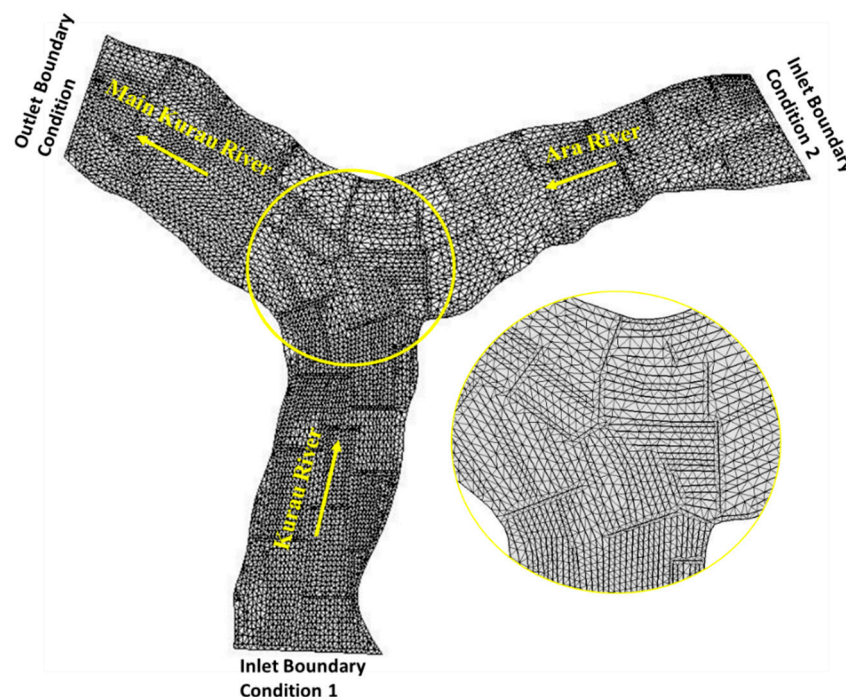 Outlet Boundary
Condition
Main Kurau River
Ara River
Inlet Boundary
Condition 2
Kurau River
Inlet Boundary
Condition 1